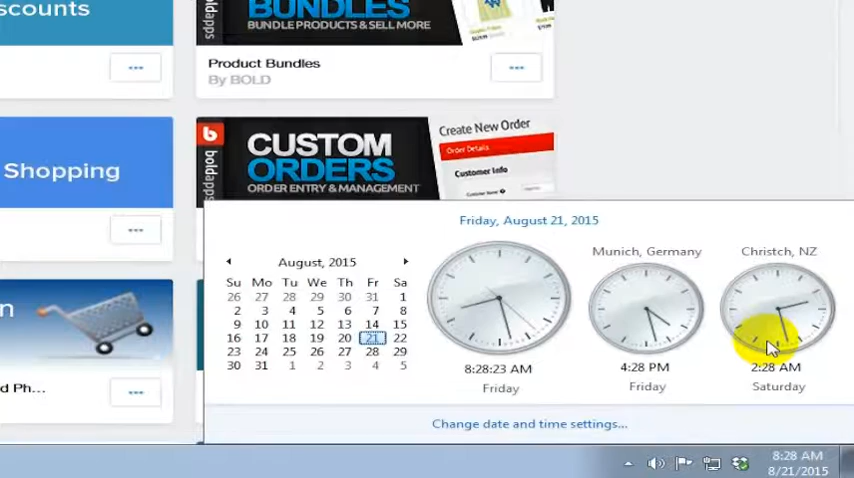 scounts
BUNDLES
BUNDLE PRODUCTS & SELL MORE
boldapps
Product Bundles
By BOLD
...
...
Shopping
...
b
boldapps
CUSTOM
ORDERS
ORDER ENTRY & MANAGEMENT
Create New Order
Order Details
Customer Info
n
d Ph...
...
Friday, August 21, 2015
August, 2015
Su Mo Tu We Th Fr Sa
26 27 28 29 30 31 1
2 3 4 5 6 7 8
9 10 11 12 13 14 15
16 17 18 19 20 21 22
23 24 25 26 27 28 29
30 31 1 2 3 4 5
8:28:23 AM
Friday
Munich, Germany
4:28 PM
Friday
Christch, NZ
2:28 AM
Saturday
Change date and time settings...
8:28 AM
8/21/2015